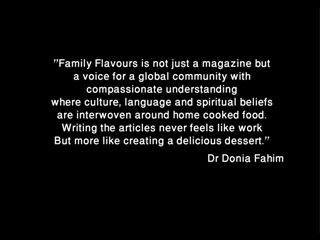 "Family Flavours is not just a magazine but
a voice for a global community with
compassionate understanding
where culture, language and spiritual beliefs
are interwoven around home cooked food.
Writing the articles never feels like work
But more like creating a delicious dessert."
Dr Donia Fahim